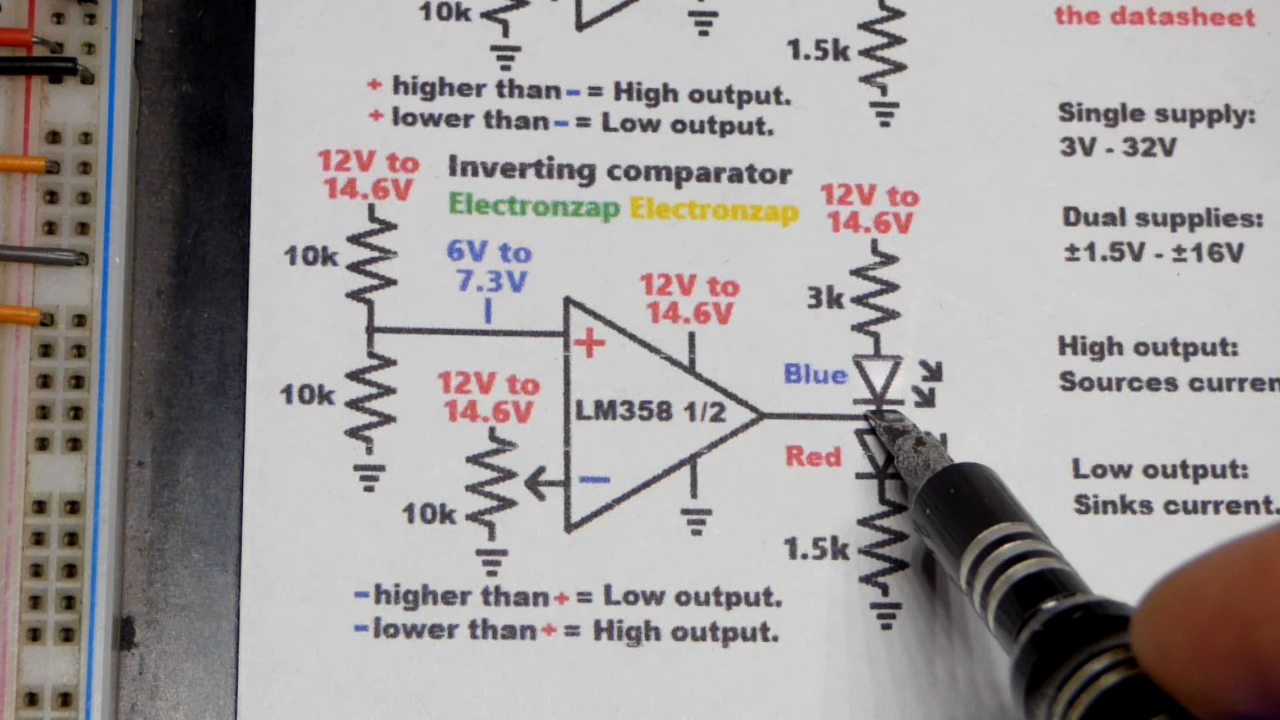 10k
1.5k
the datasheet
+ higher than - = High output.
+ lower than - = Low output.
Single supply:
3V - 32V
12V to
14.6V
Inverting comparator
Electronzap Electronzap
12V to
14.6V
Dual supplies:
±1.5V - ±16V
10k
6V to
7.3V
12V to
14.6V
3k
+
Blue
High output:
Sources curren
10k
12V to
14.6V
LM358 1/2
Red
Low output:
Sinks current.
-
10k
1.5k
- higher than + = Low output.
- lower than + = High output.